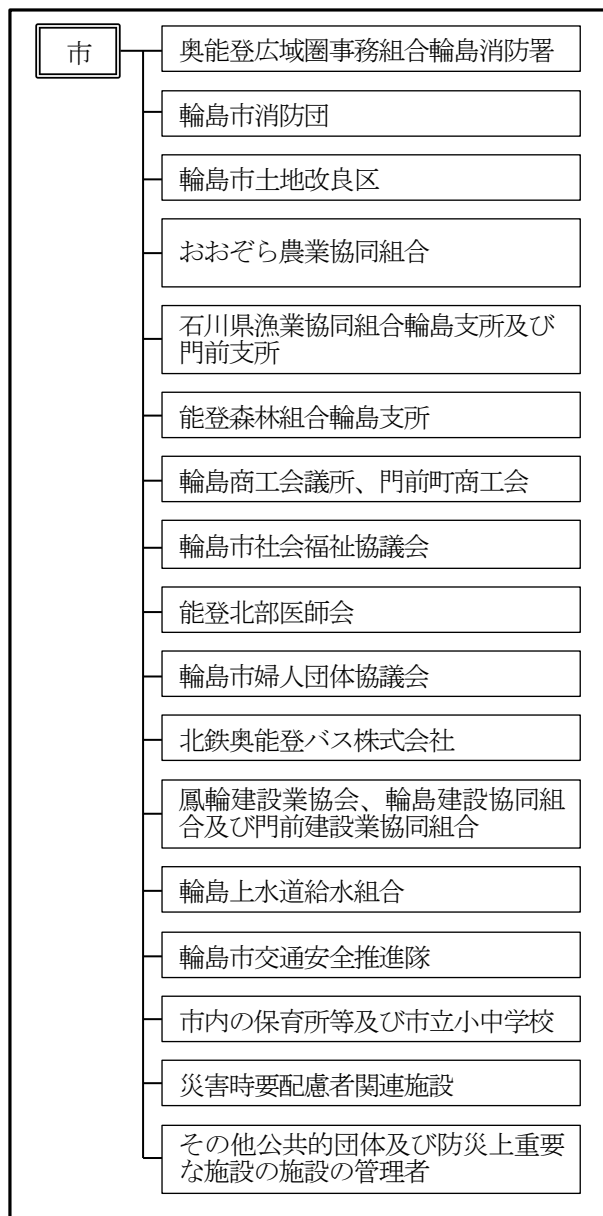 市
奥能登広域圏事務組合輪島消防署
輪島市消防団
輪島市土地改良区
おおぞら農業協同組合
石川県漁業協同組合輪島支所及び
門前支所
能登森林組合輪島支所
輪島商工会議所、門前町商工会
輪島市社会福祉協議会
能登北部医師会
輪島市婦人団体協議会
北鉄奥能登バス株式会社
鳳輪建設業協会、輪島建設協同組
合及び門前建設業協同組合
輪島上水道給水組合
輪島市交通安全推進隊
市内の保育所等及び市立小中学校
災害時要配慮者関連施設
その他公共的団体及び防災上重要
な施設の施設の管理者